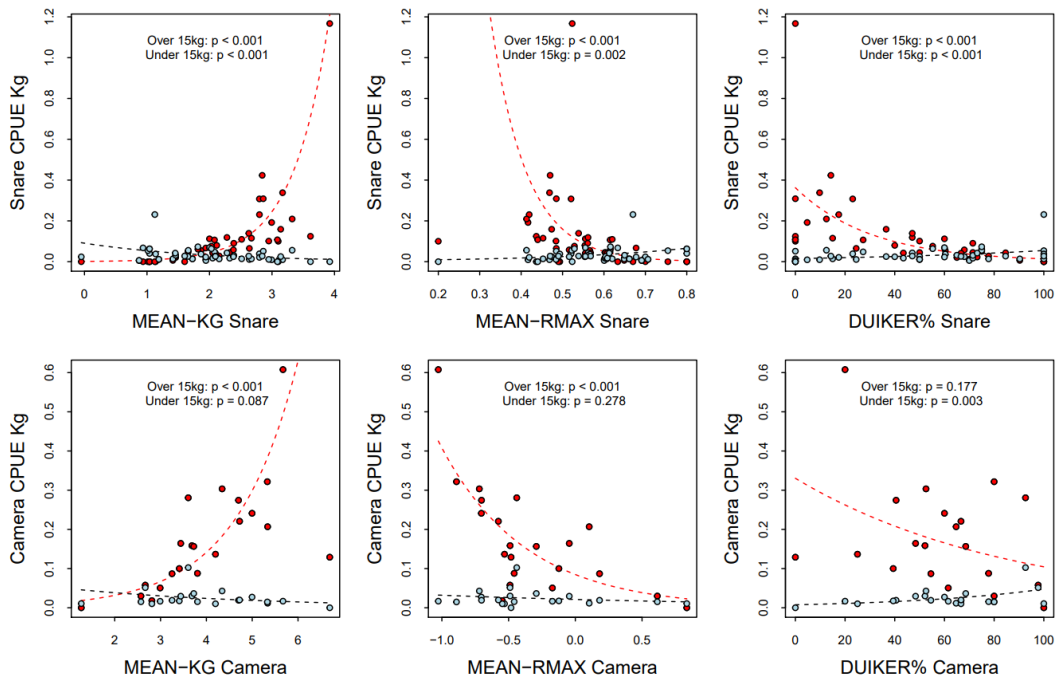 Over 15kg: p < 0.001
Under 15kg: p < 0.001
Snare CPUE Kg
0.0 0.2 0.4 0.6 0.8 1.0 1.2
0 1 2 3 4
MEAN−KG Snare
Over 15kg: p < 0.001
Under 15kg: p = 0.002
Snare CPUE Kg
0.0 0.2 0.4 0.6 0.8 1.0 1.2
0.2 0.3 0.4 0.5 0.6 0.7 0.8
MEAN−RMAX Snare
Over 15kg: p < 0.001
Under 15kg: p < 0.001
Snare CPUE Kg
0.0 0.2 0.4 0.6 0.8 1.0 1.2
0 20 40 60 80 100
DUIKER% Snare
Over 15kg: p < 0.001
Under 15kg: p = 0.087
Camera CPUE Kg
0.0 0.1 0.2 0.3 0.4 0.5 0.6
2 3 4 5 6
MEAN−KG Camera
Over 15kg: p < 0.001
Under 15kg: p = 0.278
Camera CPUE Kg
0.0 0.1 0.2 0.3 0.4 0.5 0.6
−1.0 −0.5 0.0 0.5
MEAN−RMAX Camera
Over 15kg: p = 0.177
Under 15kg: p = 0.003
Camera CPUE Kg
0.0 0.1 0.2 0.3 0.4 0.5 0.6
0 20 40 60 80 100
DUIKER% Camera